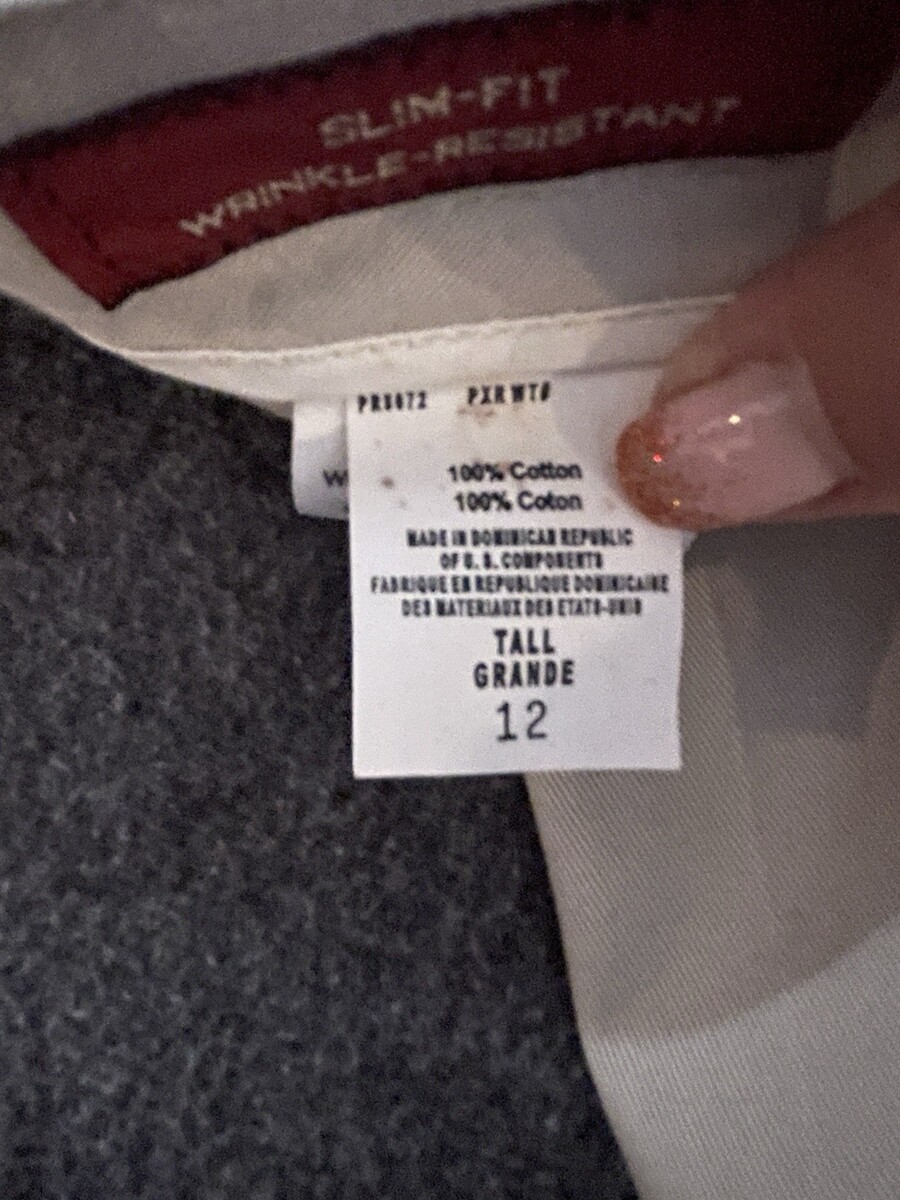 SLIM-FIT
WRINKLE-RESISTANT
100% Cotton
100% Coton
MADE IN DOMINICAN REPUBLIC
OF U.S. COMPONENTS
FABRIQUE EN REPUBLIQUE DOMINICAINE
DES MATERIAUX DES ETATS-UNIS
TALL
GRANDE
12